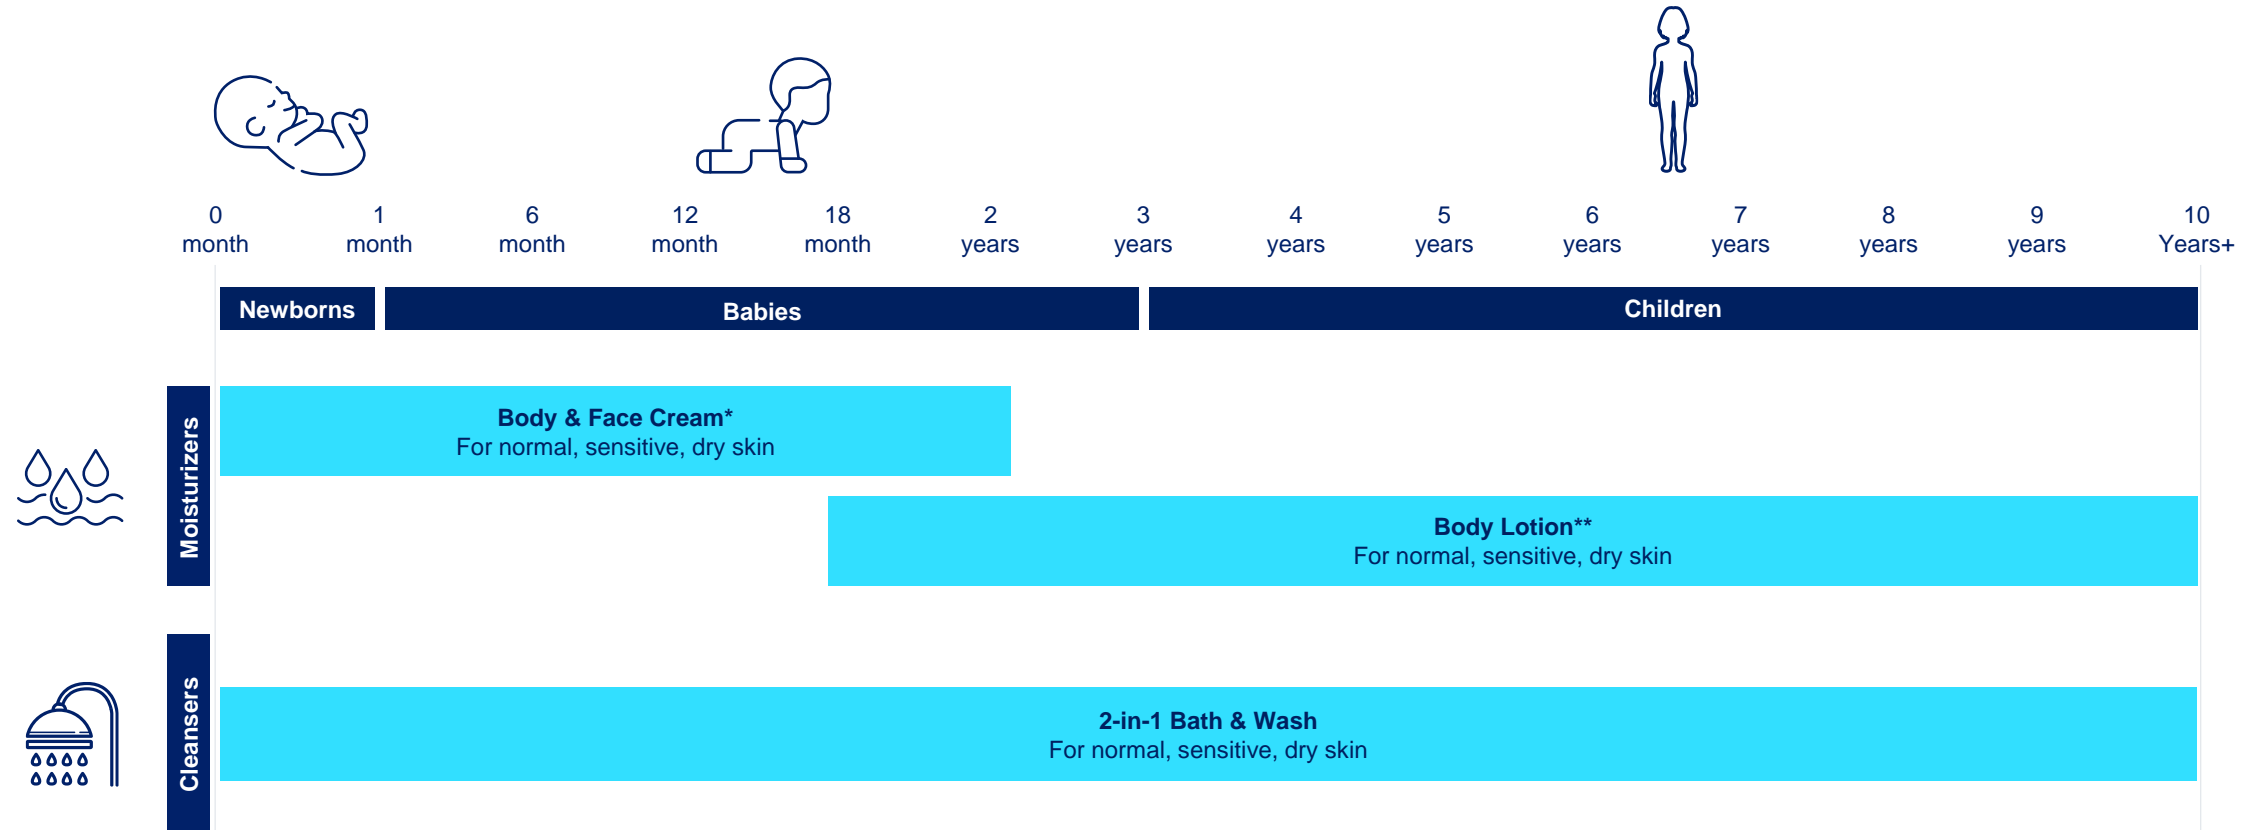 0 month
1 month
6 month
12 month
18 month
2 years
3 years
4 years
5 years
6 years
7 years
8 years
9 years
10 Years+
Newborns
Babies
Children
Moisturizers
Body & Face Cream*
For normal, sensitive, dry skin
Body Lotion**
For normal, sensitive, dry skin
Cleansers
2-in-1 Bath & Wash
For normal, sensitive, dry skin